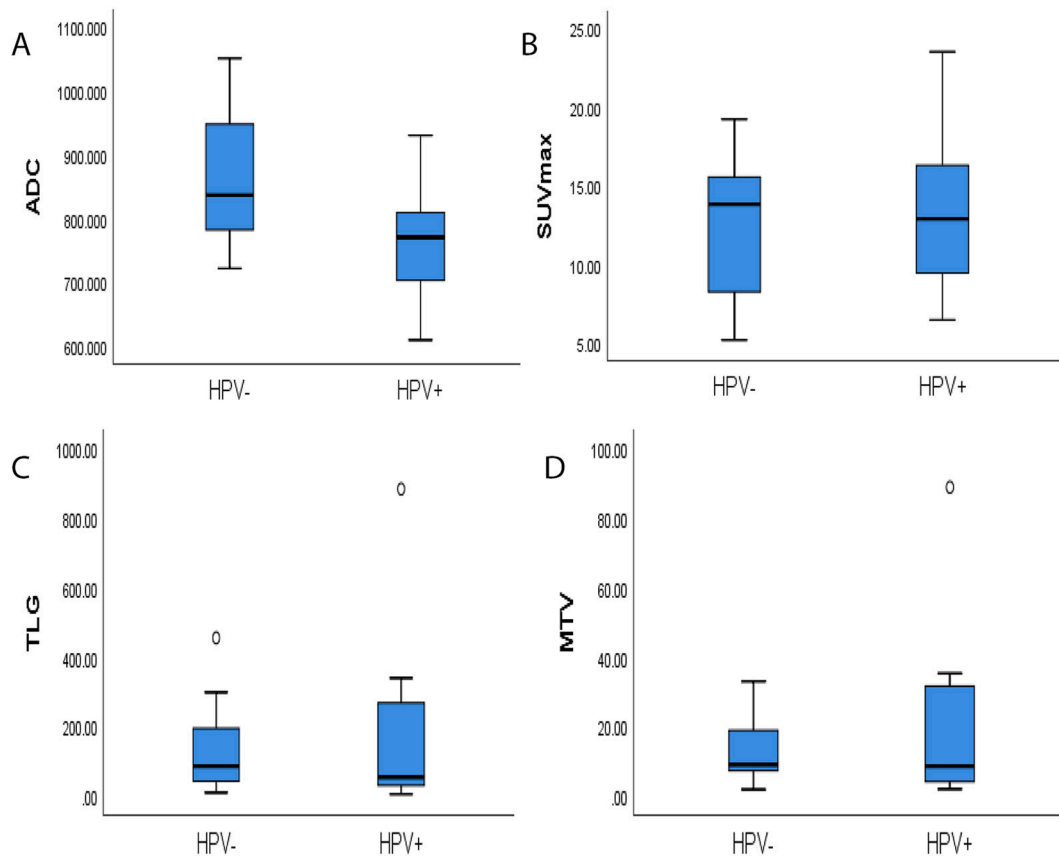 A
1100.000
1000.000
900.000
800.000
700.000
600.000
ADC
HPV-
HPV+
B
25.00
20.00
15.00
10.00
5.00
SUVmax
HPV-
HPV+
C
1000.00
800.00
600.00
400.00
200.00
.00
TLG
HPV-
HPV+
D
100.00
80.00
60.00
40.00
20.00
.00
MTV
HPV-
HPV+